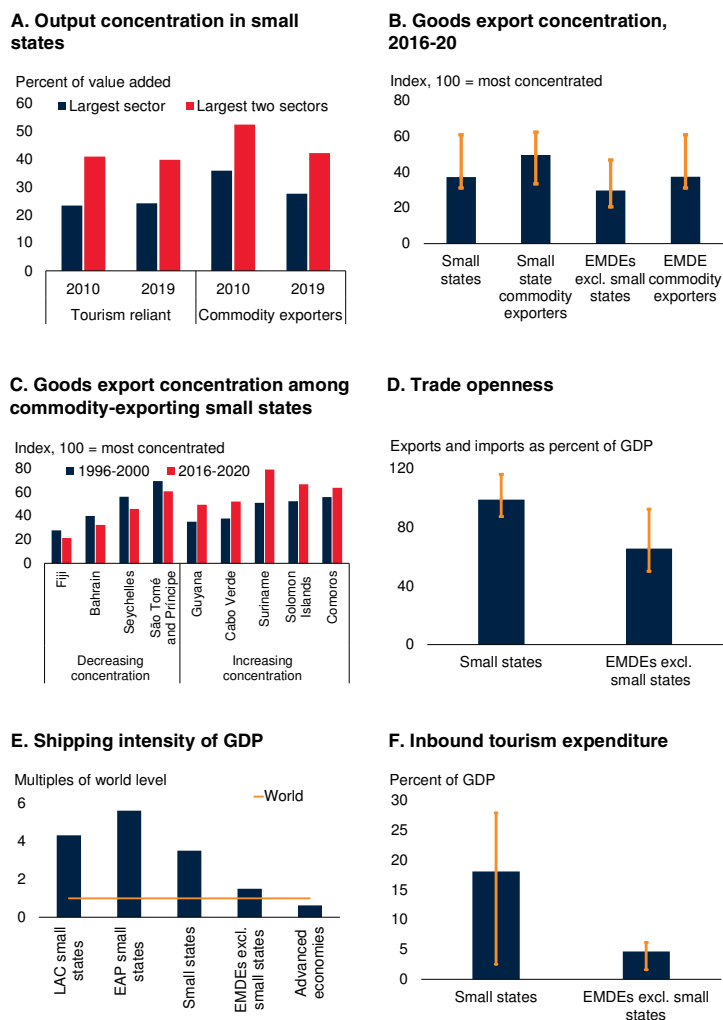 A. Output concentration in small
states
Percent of value added
Largest sector Largest two sectors
60
50
40
30
20
10
0
2010 2019 2010 2019
Tourism reliant Commodity exporters
B. Goods export concentration,
2016-20
Index, 100 = most concentrated
80
60
40
20
0
Small Small EMDEs EMDE
states state excl. small commodity
commodity states exporters
exporters
C. Goods export concentration among
commodity-exporting small states
Index, 100 = most concentrated
80
1996-2000 2016-2020
60
40
20
0
Fiji
Bahrain
Seychelles
São Tomé
and Príncipe
Guyana
Cabo Verde
Suriname
Solomon
Islands
Comoros
Decreasing Increasing
concentration concentration
D. Trade openness
Exports and imports as percent of GDP
120
80
40
0
Small states EMDEs excl.
small states
E. Shipping intensity of GDP
Multiples of world level
World
6
4
2
0
LAC small
states
EAP small
states
Small states
EMDEs excl.
small states
Advanced
economies
F. Inbound tourism expenditure
Percent of GDP
30
25
20
15
10
5
0
Small states EMDEs excl. small
states